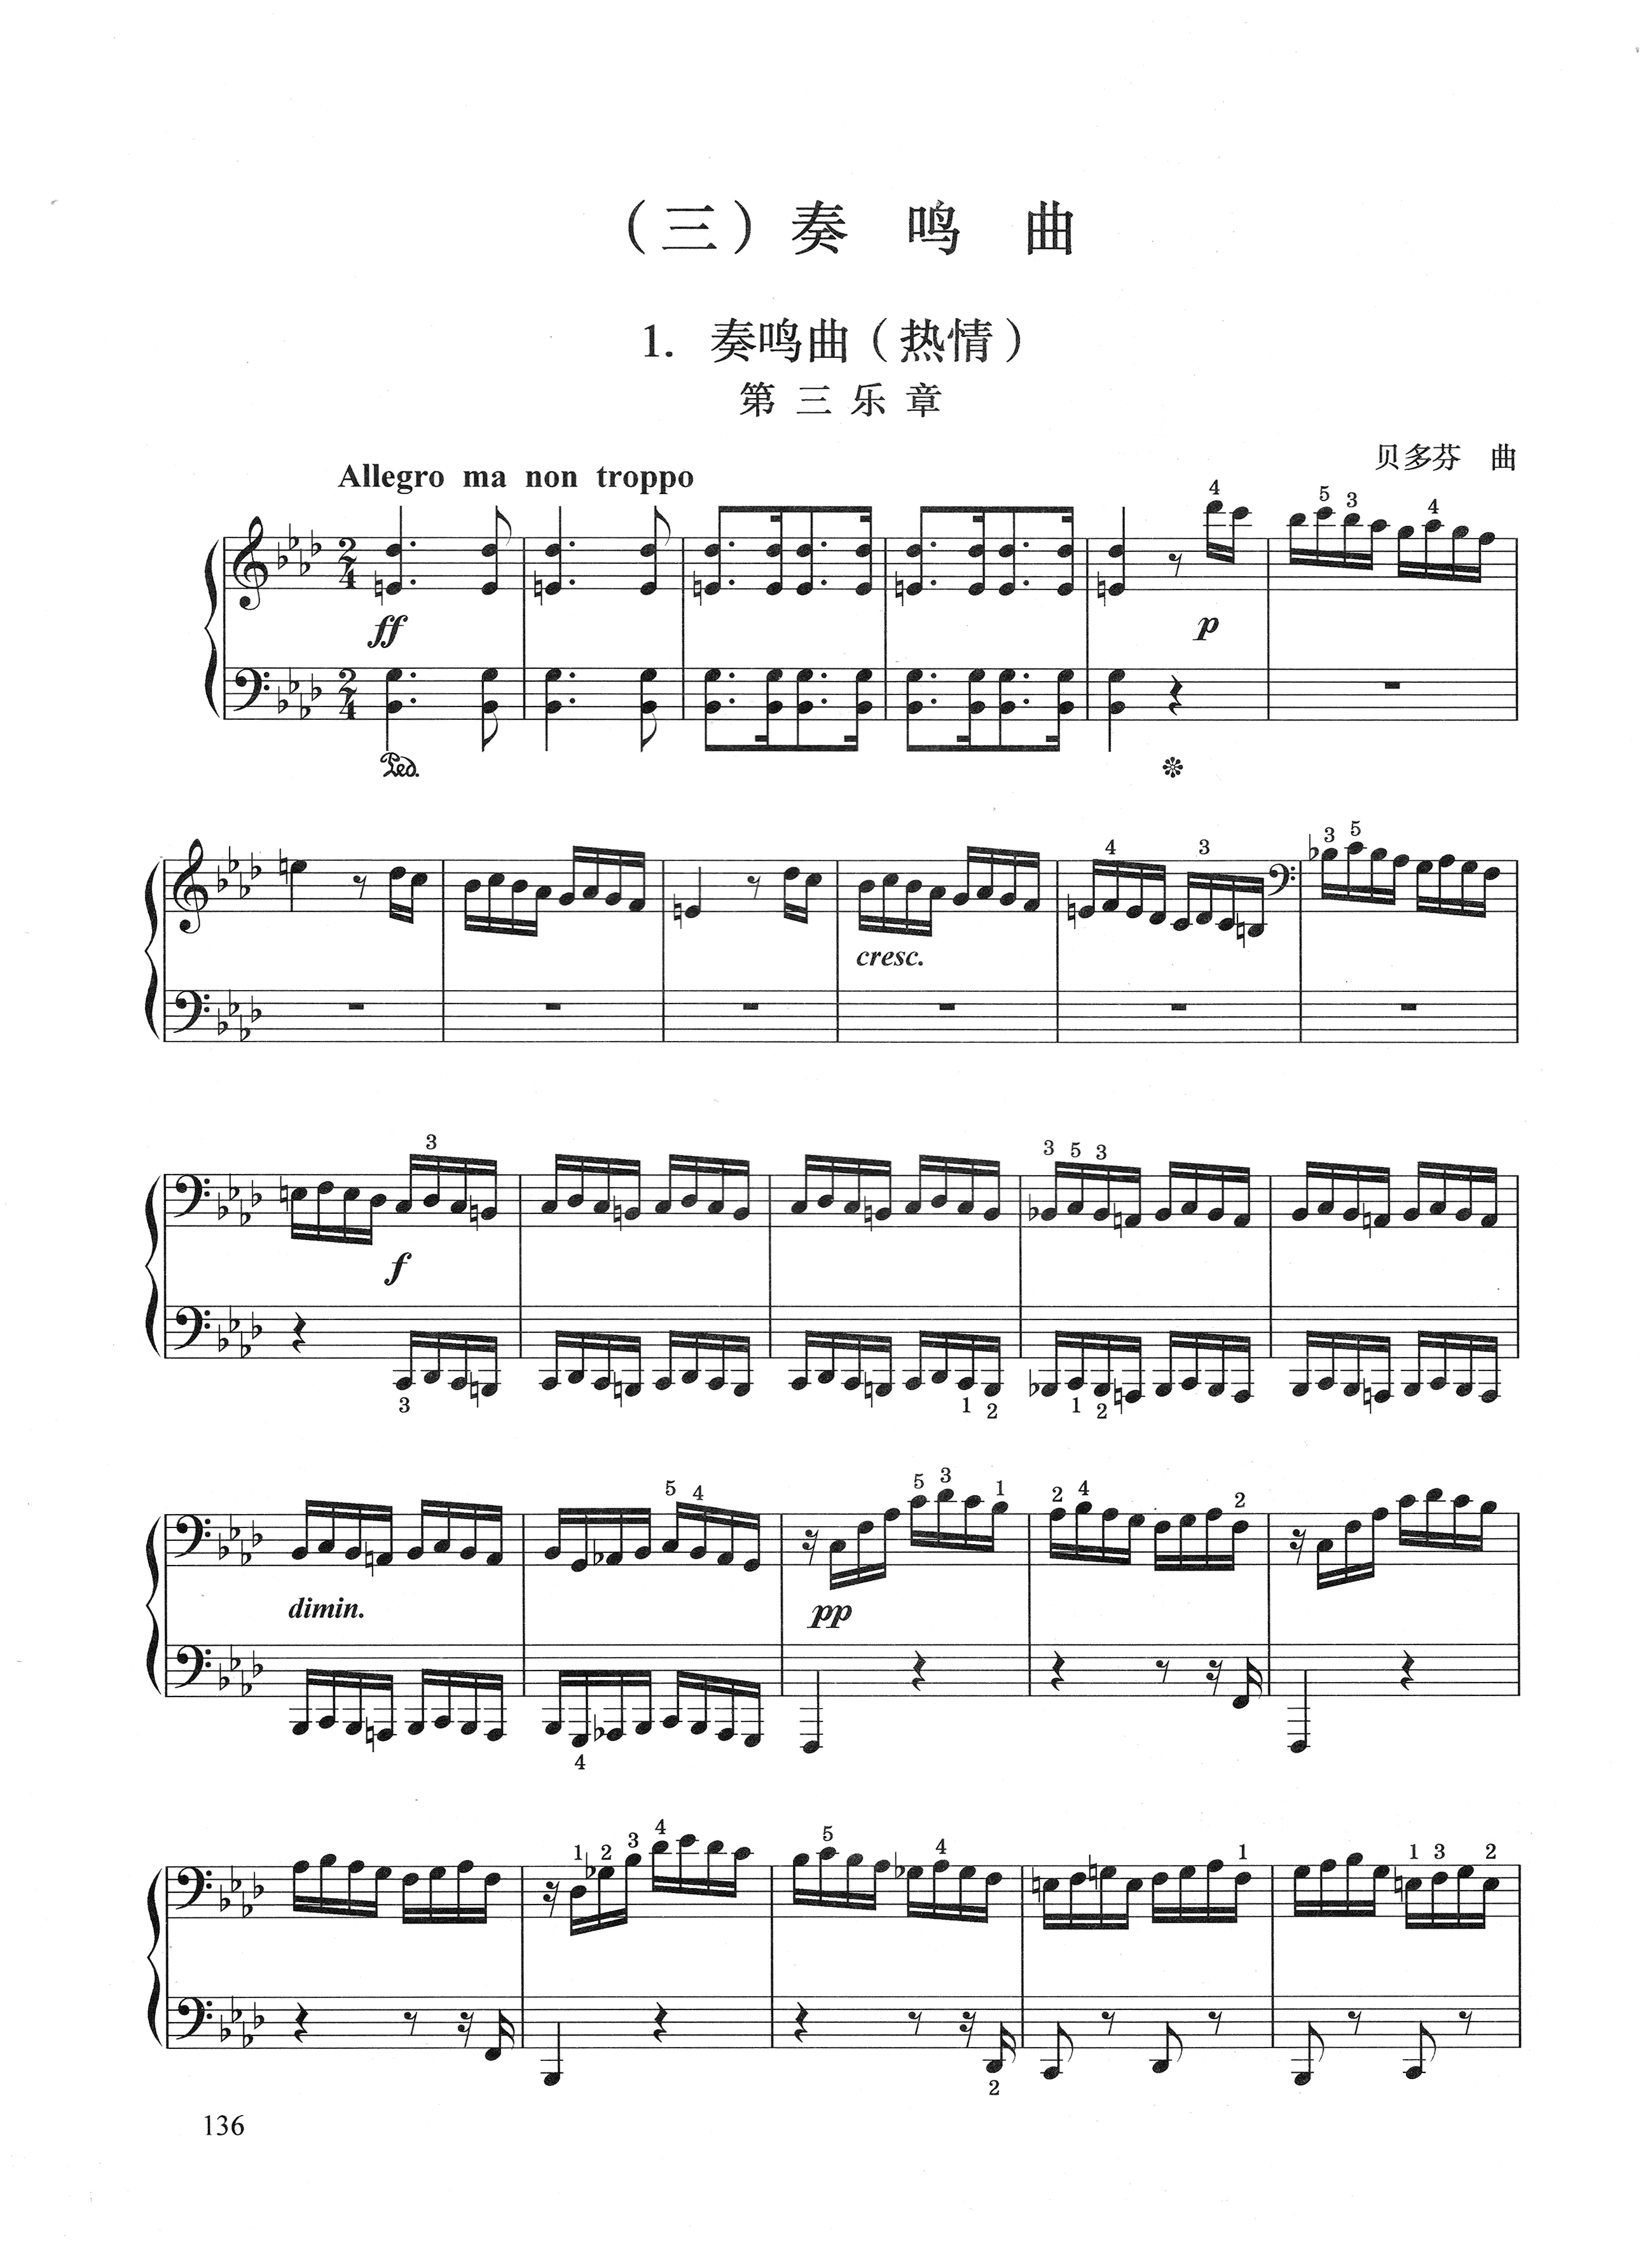 （三）奏 鸣 曲
1. 奏鸣曲（热情）
第 三 乐 章
贝多芬 曲
Allegro ma non troppo
4 5 3 4
2 4
ff p
2 4
Ped.
4 3 3 5
cresc.
3 3 5 3
f
3 1 2 1 2
5 4 5 3 1 2 4 2
dimin. pp
4
1 2 3 4 5 4 1 1 3 2
2
136